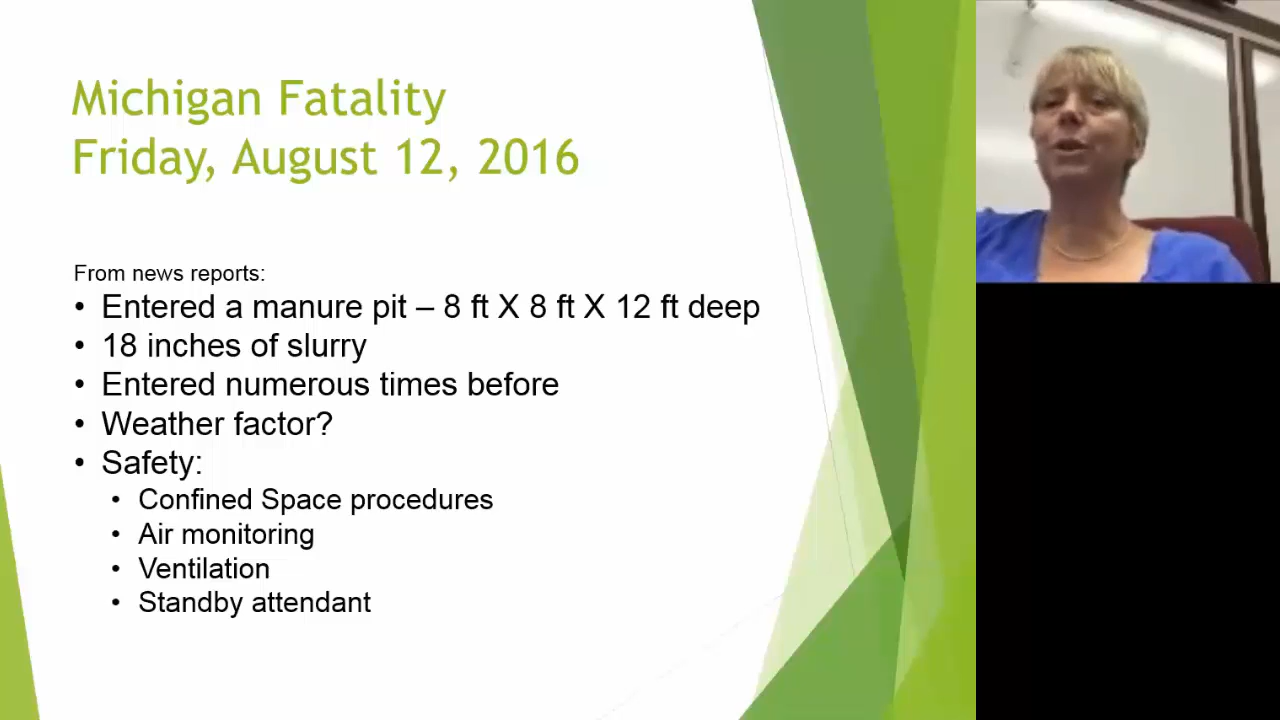 Michigan Fatality
Friday, August 12, 2016
From news reports:
• Entered a manure pit – 8 ft X 8 ft X 12 ft deep
• 18 inches of slurry
• Entered numerous times before
• Weather factor?
• Safety:
• Confined Space procedures
• Air monitoring
• Ventilation
• Standby attendant